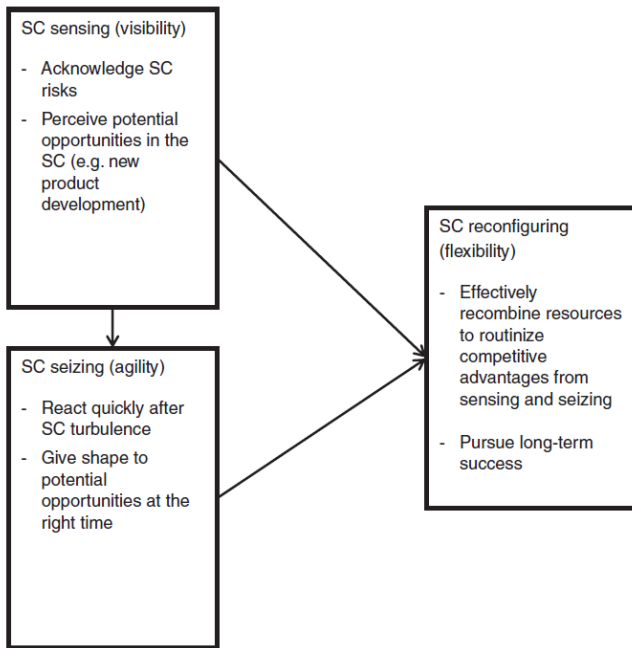 SC sensing (visibility)
- Acknowledge SC
risks
- Perceive potential
opportunities in the
SC (e.g. new
product
development)
SC seizing (agility)
- React quickly after
SC turbulence
- Give shape to
potential
opportunities at the
right time
SC reconfiguring
(flexibility)
- Effectively
recombine resources
to routinize
competitive
advantages from
sensing and seizing
- Pursue long-term
success